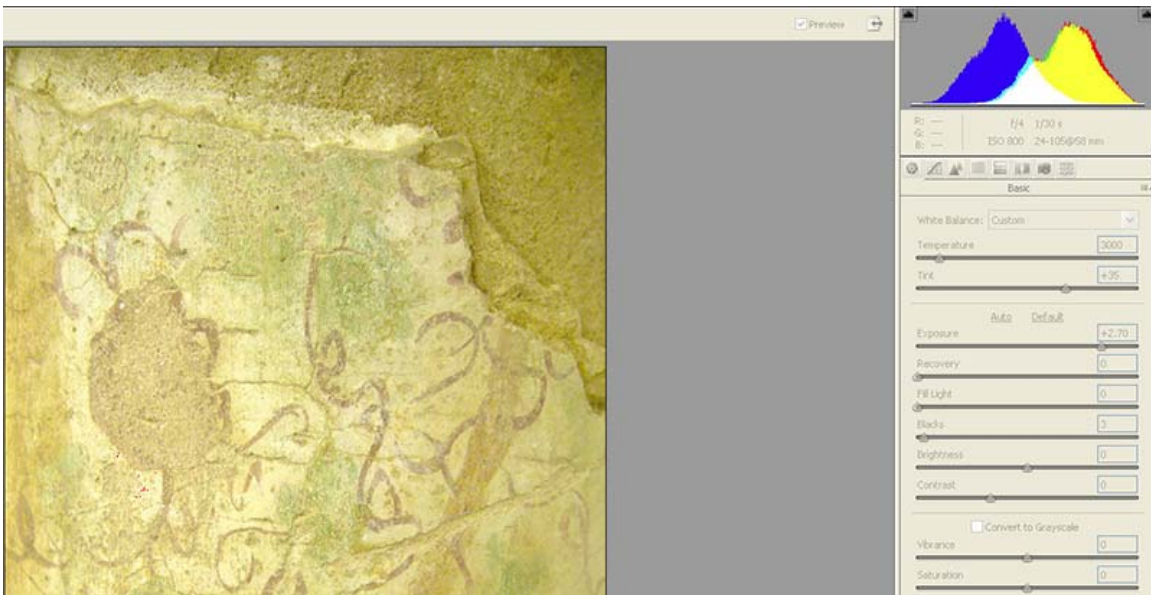 Preview
R: ---
G: ---
B: ---
f/4 1/30 s
ISO 800 24-105@58 mm
Basic
White Balance: Custom
Temperature 3000
Tint +35
Auto Default
Exposure +2.70
Recovery 0
Fill Light 0
Blacks 3
Brightness 0
Contrast 0
Convert to Grayscale
Vibrance 0
Saturation 0